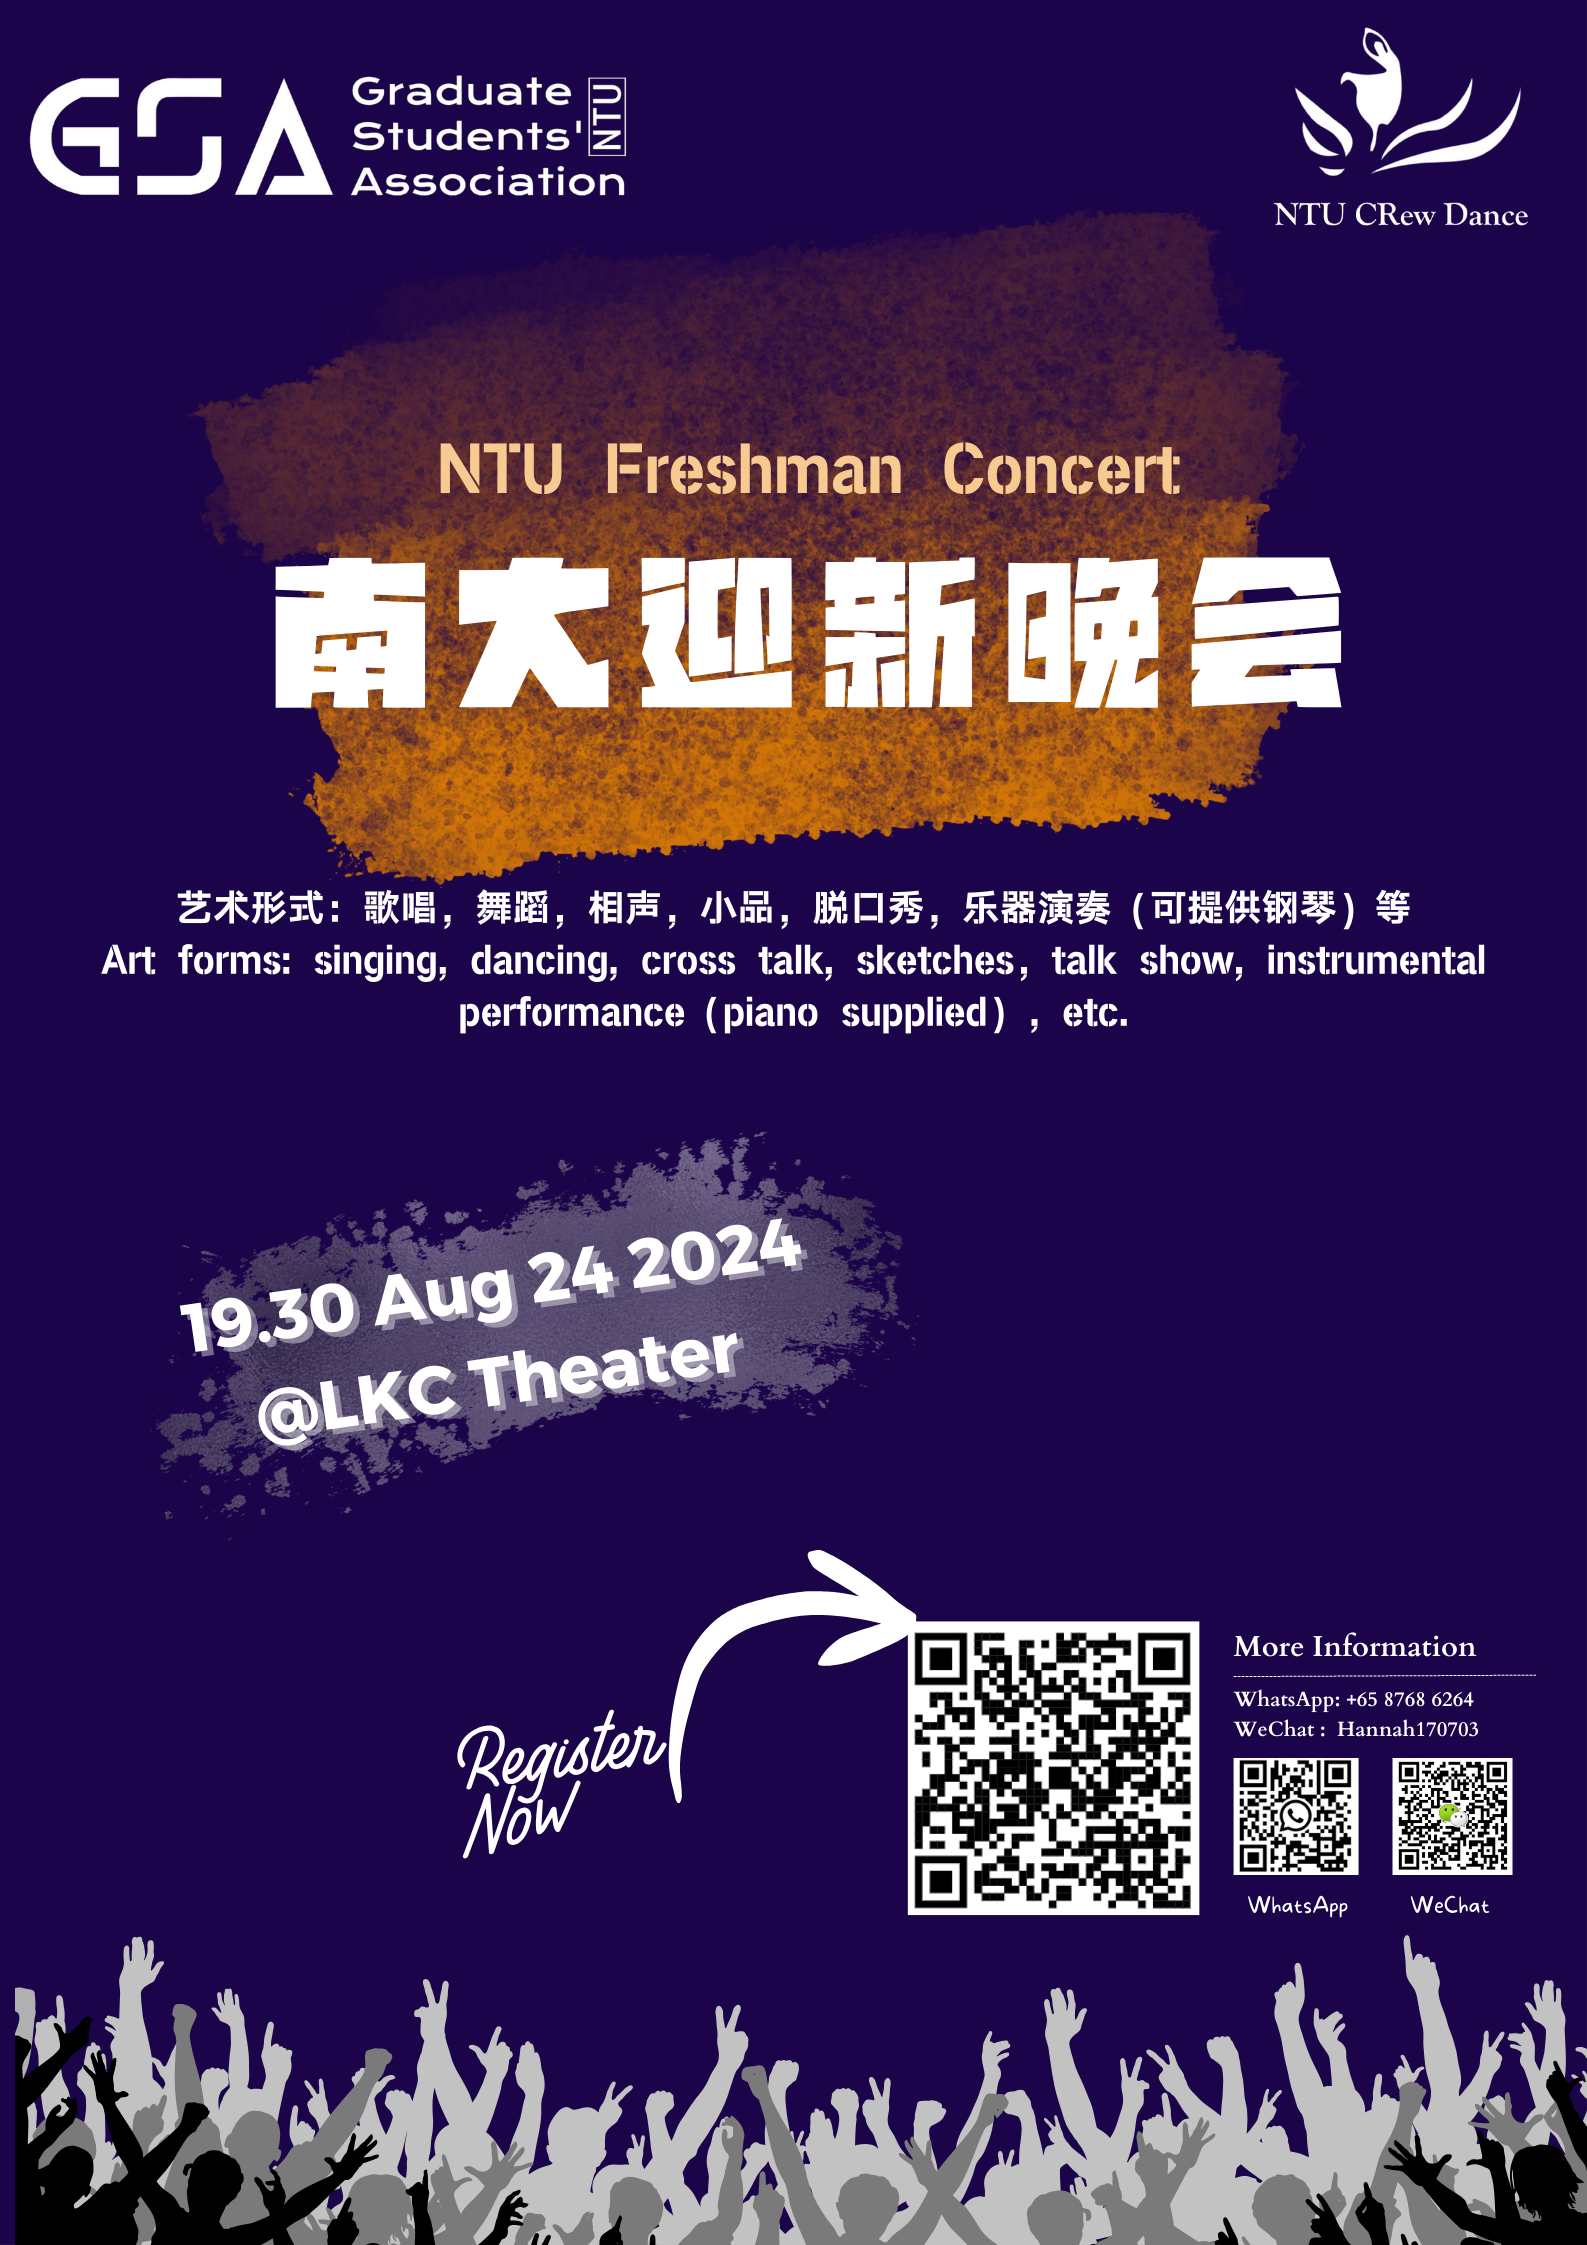 GSA
Graduate
Students'
Association
NTU
NTU CRew Dance
NTU Freshman Concert
南大迎新晚会
艺术形式：歌唱，舞蹈，相声，小品，脱口秀，乐器演奏（可提供钢琴）等
Art forms: singing, dancing, cross talk, sketches, talk show, instrumental
performance (piano supplied) , etc.
19.30 Aug 24 2024
@LKC Theater
Register
Now
More Information
WhatsApp: +65 8768 6264
WeChat : Hannah170703
WhatsApp
WeChat